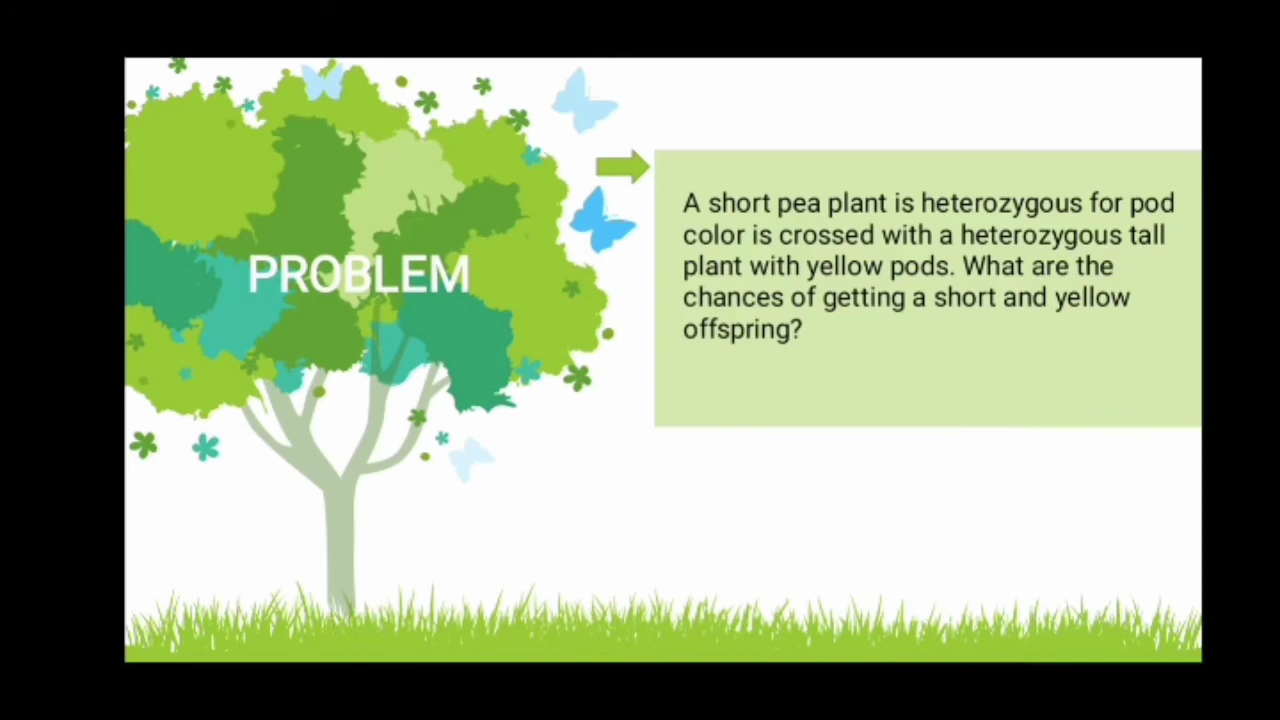 PROBLEM
A short pea plant is heterozygous for pod
color is crossed with a heterozygous tall
plant with yellow pods. What are the
chances of getting a short and yellow
offspring?